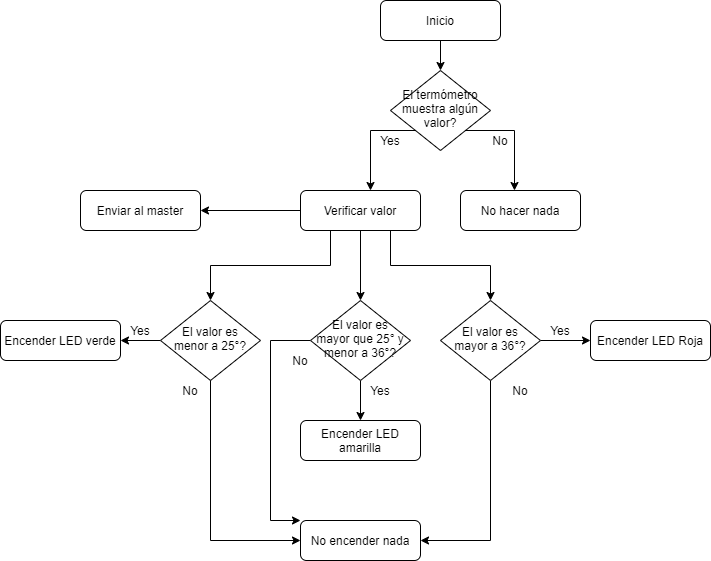 Inicio
El termómetro
muestra algún
valor?
Yes
No
Enviar al master
Verificar valor
No hacer nada
El valor es
menor a 25°?
El valor es
mayor que 25° y
menor a 36°?
El valor es
mayor a 36°?
Encender LED verde
Yes
No
No
Yes
Yes
No
Encender LED Roja
Encender LED
amarilla
No encender nada